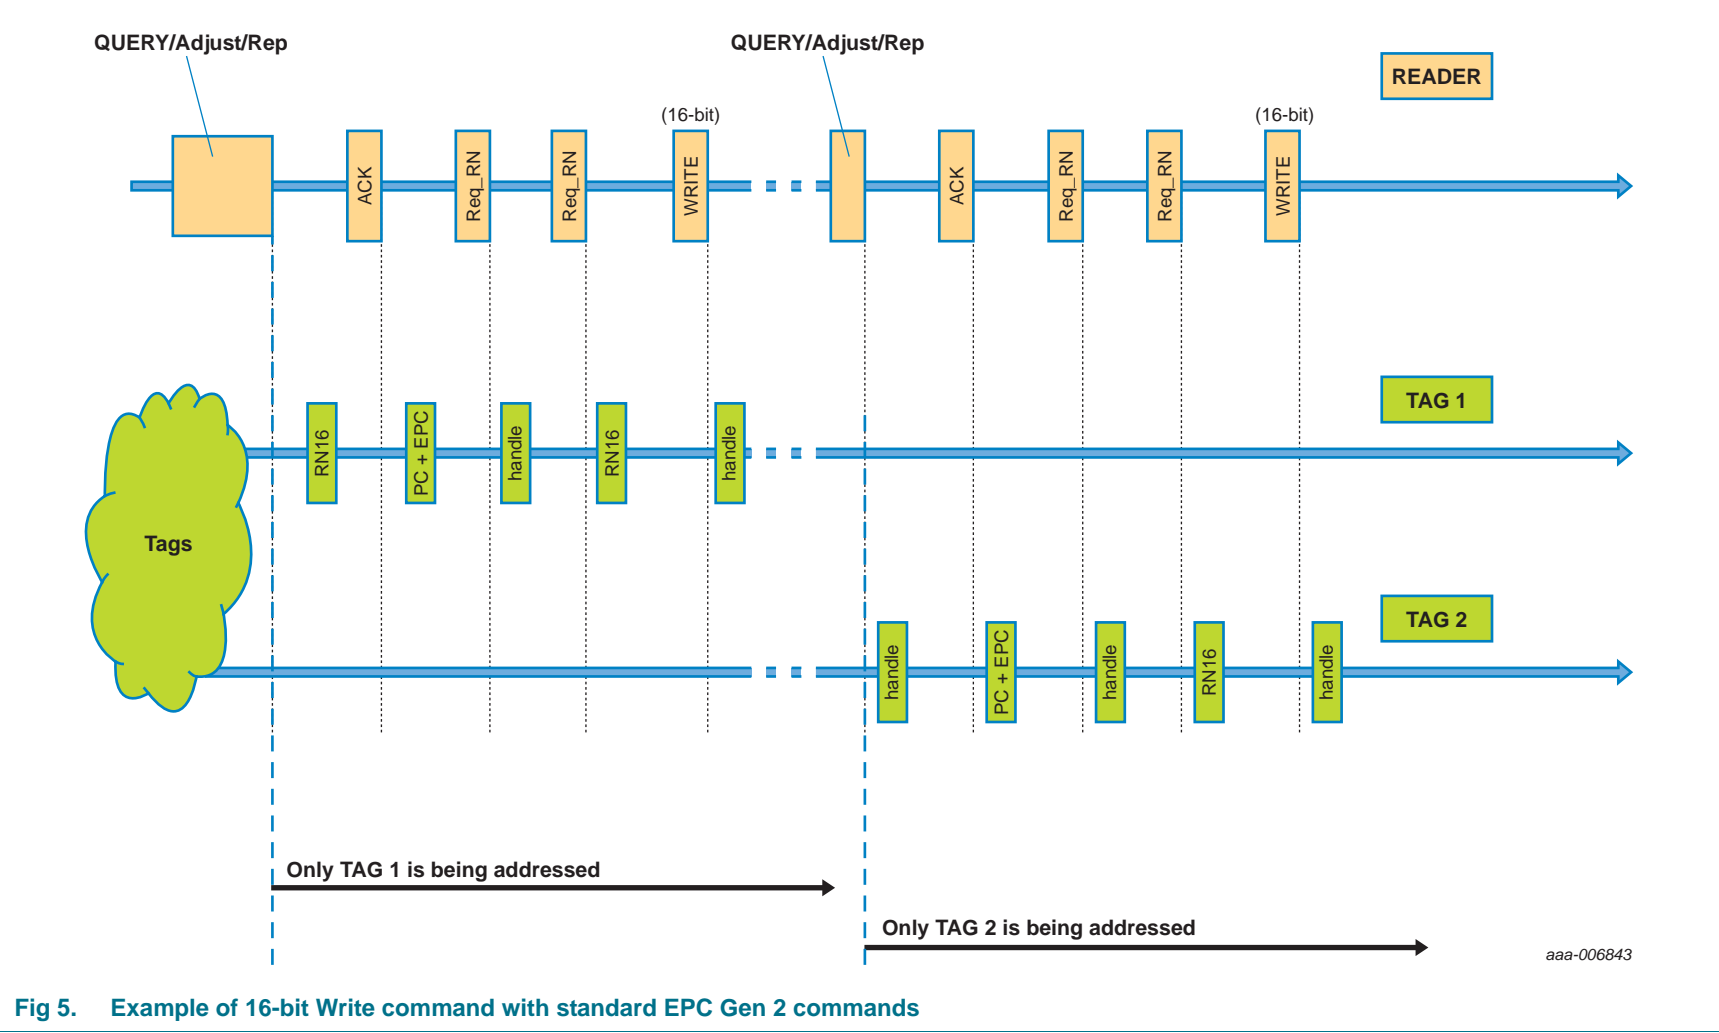 QUERY/Adjust/Rep
QUERY/Adjust/Rep
READER
(16-bit)
(16-bit)
ACK
Req_RN
Req_RN
WRITE
ACK
Req_RN
Req_RN
WRITE
TAG 1
RN16
PC + EPC
handle
RN16
handle
Tags
TAG 2
handle
PC + EPC
handle
RN16
handle
Only TAG 1 is being addressed
Only TAG 2 is being addressed
aaa-006843
Fig 5. Example of 16-bit Write command with standard EPC Gen 2 commands